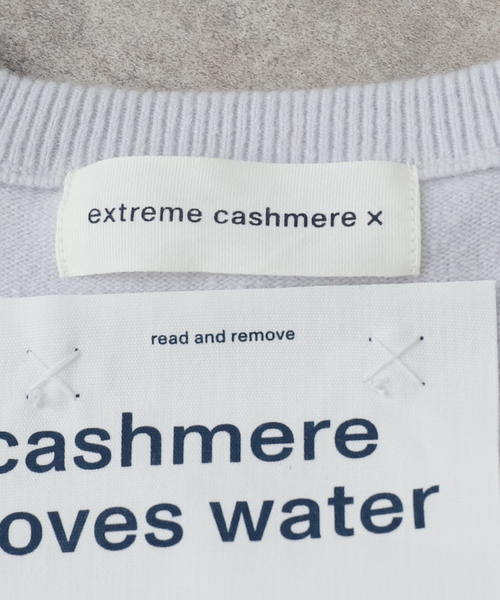 extreme cashmere x
read and remove
cashmere
oves water